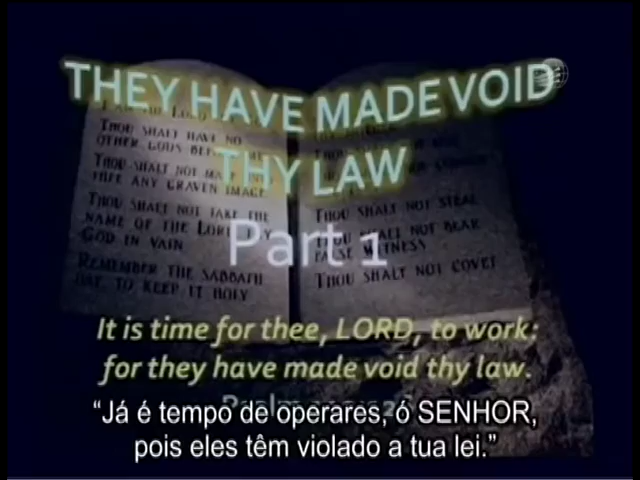 THEY HAVE MADE VOID
THY LAW
Part 1
THOU SHALT HAVE NO
OTHER GODS
THOU SHALT NOT
ANY GRAVEN IMAGE
THOU SHALT NOT TAKE THE
NAME OF THE LORD THY
GOD IN VAIN
REMEMBER THE SABBATH
TO KEEP IT HOLY
THOU SHALT NOT STEAL
SHALT NOT BEAR
WITNESS
THOU SHALT NOT COVET
It is time for thee, LORD, to work:
for they have made void thy law.
“Já é tempo de operares, ó SENHOR,
pois eles têm violado a tua lei.”